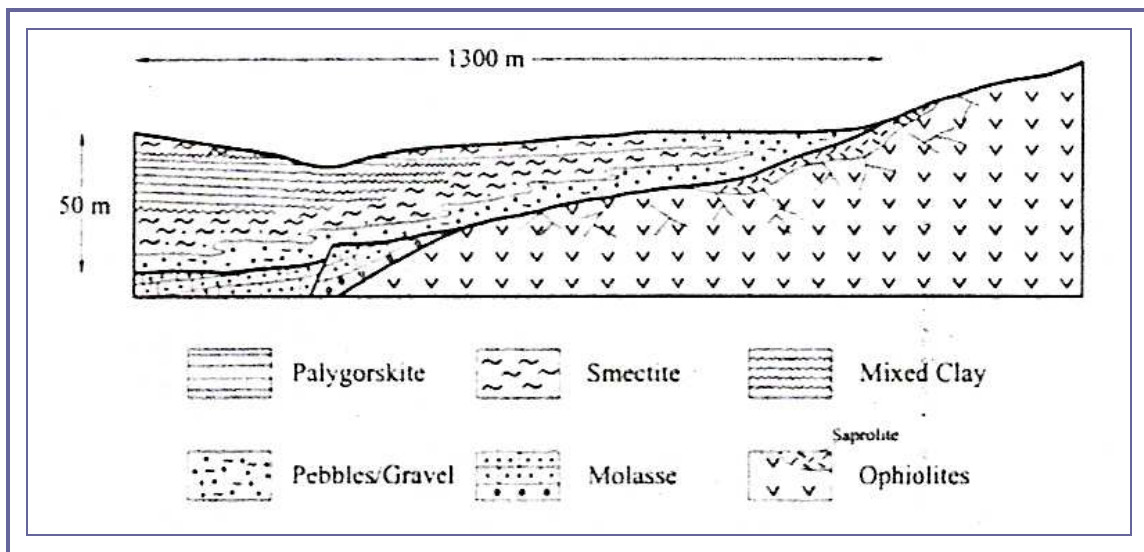 1300 m
50 m
Palygorskite
Smectite
Mixed Clay
Pebbles/Gravel
Molasse
Saprolite
Ophiolites